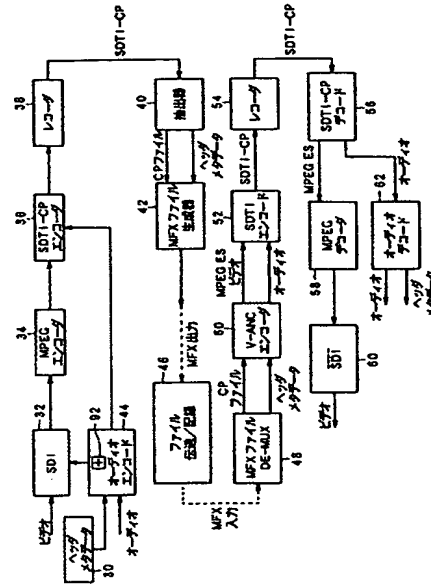 ビデオ
SDI
32
MPEG
エンコーダ
34
SDTI-CP
エンコーダ
36
レコーダ
38
SDTI-CP
ヘッダ
メタデータ
80
92
オーディオ
エンコード
44
オーディオ
抽出器
40
CPファイル
ヘッダ
メタデータ
MFXファイル
生成器
42
MFX出力
ファイル
伝送/記録
46
MFX
入力
MFXファイル
DE-MUX
48
CP
ファイル
ヘッダ
メタデータ
V-ANC
エンコーダ
50
MPEG ES
ビデオ
オーディオ
SDTI
エンコード
52
SDTI-CP
レコーダ
54
SDTI-CP
SDTI-CP
デコード
56
MPEG ES
オーディオ
MPEG
デコーダ
58
オーディオ
デコード
62
オーディオ
ヘッダ
メタデータ
SDI
60
ビデオ